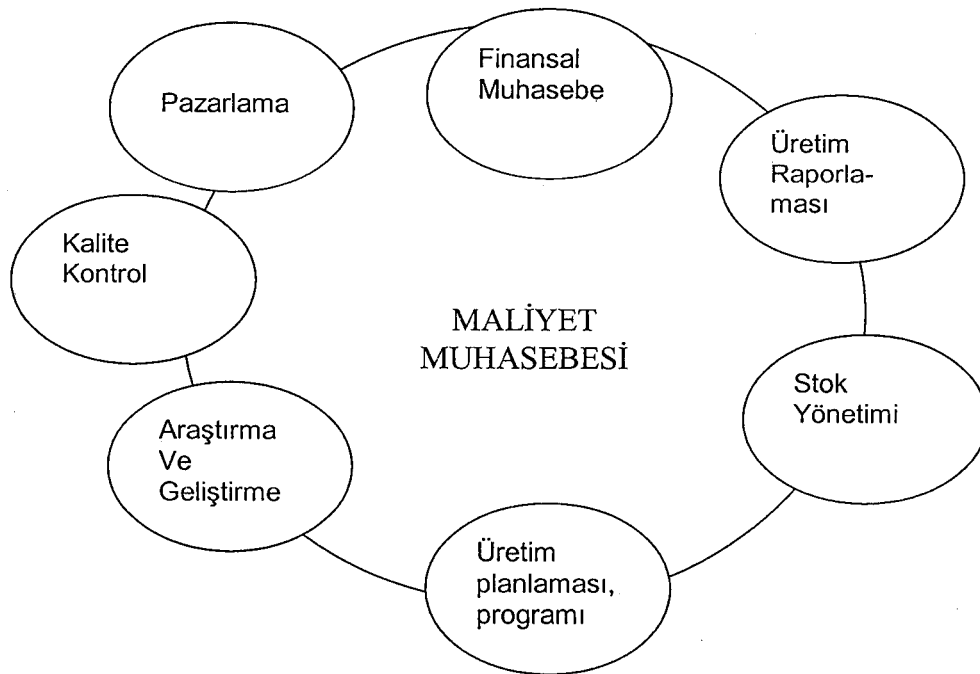 Finansal
Muhasebe
Pazarlama
Üretim
Raporla-
ması
Kalite
Kontrol
MALİYET
MUHASEBESİ
Stok
Yönetimi
Araştırma
Ve
Geliştirme
Üretim
planlaması,
programı